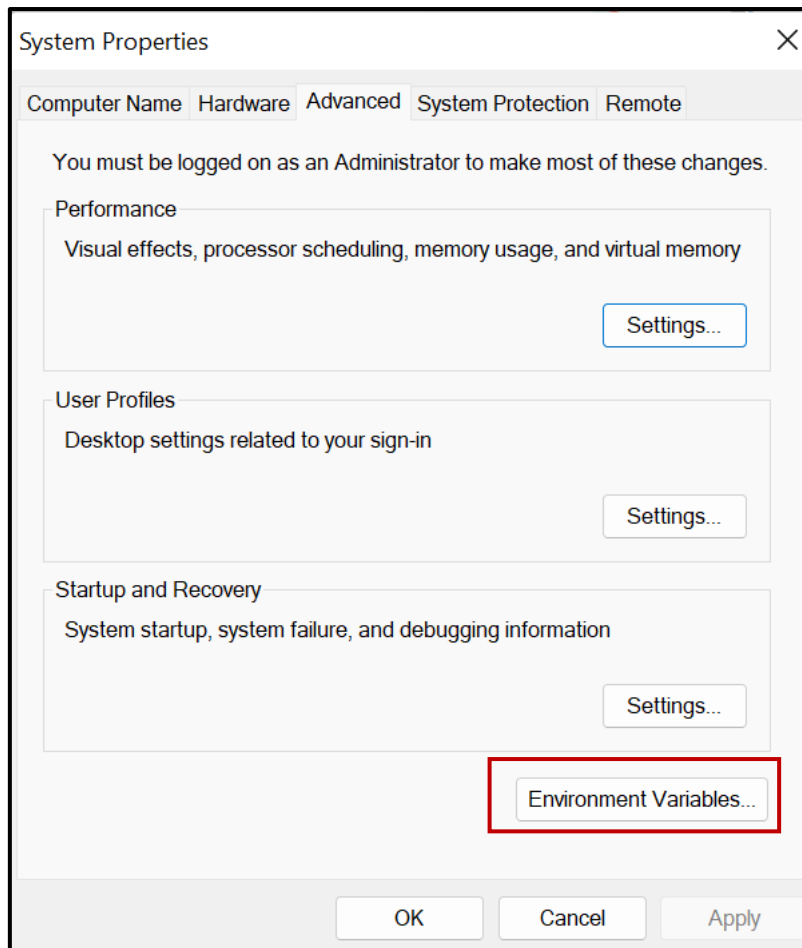 System Properties
Computer Name Hardware Advanced System Protection Remote
You must be logged on as an Administrator to make most of these changes.
Performance
Visual effects, processor scheduling, memory usage, and virtual memory
Settings...
User Profiles
Desktop settings related to your sign-in
Settings...
Startup and Recovery
System startup, system failure, and debugging information
Settings...
Environment Variables...
OK Cancel Apply